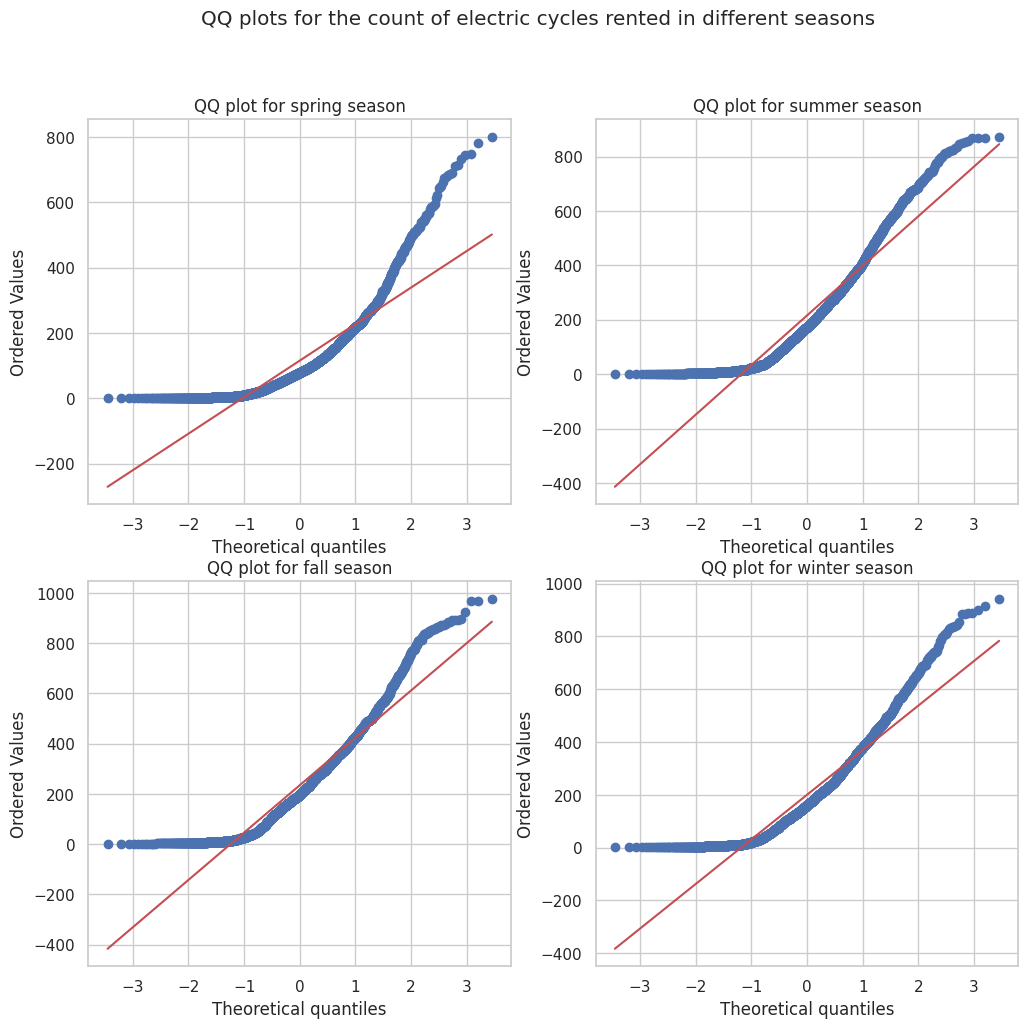 QQ plots for the count of electric cycles rented in different seasons
QQ plot for spring season
800
600
400
200
0
−200
Ordered Values
−3 −2 −1 0 1 2 3
Theoretical quantiles
QQ plot for summer season
800
600
400
200
0
−200
−400
Ordered Values
−3 −2 −1 0 1 2 3
Theoretical quantiles
QQ plot for fall season
1000
800
600
400
200
0
−200
−400
Ordered Values
−3 −2 −1 0 1 2 3
Theoretical quantiles
QQ plot for winter season
1000
800
600
400
200
0
−200
−400
Ordered Values
−3 −2 −1 0 1 2 3
Theoretical quantiles